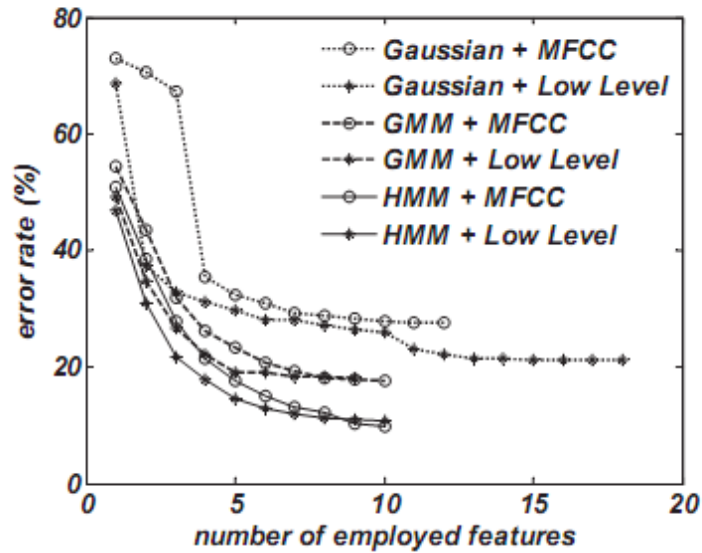 80
60
40
20
0
error rate (%)
Gaussian + MFCC
Gaussian + Low Level
GMM + MFCC
GMM + Low Level
HMM + MFCC
HMM + Low Level
0 5 10 15 20
number of employed features